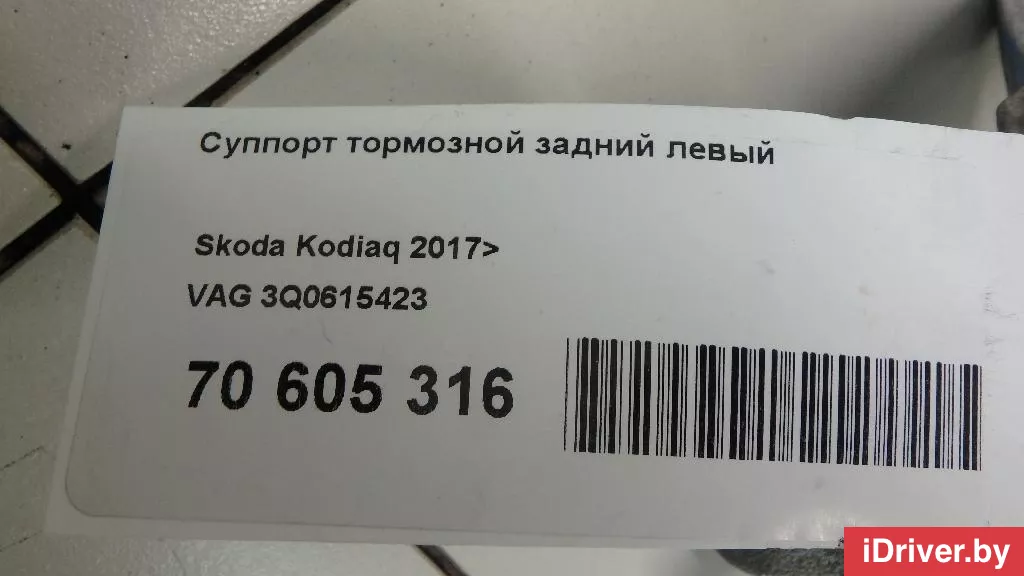 Суппорт тормозной задний левый
Skoda Kodiaq 2017>
VAG 3Q0615423
70 605 316
iDriver.by